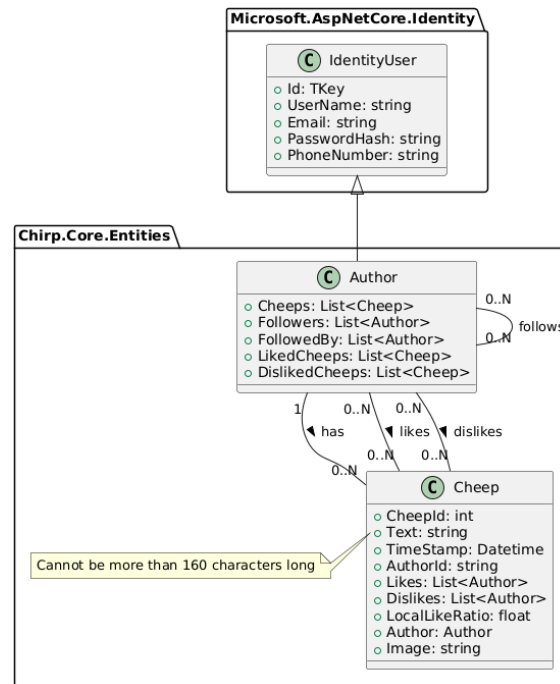 Microsoft.AspNetCore.Identity
C IdentityUser
Id: TKey
UserName: string
Email: string
PasswordHash: string
PhoneNumber: string
Chirp.Core.Entities
C Author
Cheeps: List<Cheep>
Followers: List<Author>
FollowedBy: List<Author>
LikedCheeps: List<Cheep>
DislikedCheeps: List<Cheep>
0..N
follows
0..N
1
0..N
0..N
has
likes
dislikes
0..N
0..N
0..N
C Cheep
CheepId: int
Text: string
TimeStamp: Datetime
AuthorId: string
Likes: List<Author>
Dislikes: List<Author>
LocalLikeRatio: float
Author: Author
Image: string
Cannot be more than 160 characters long